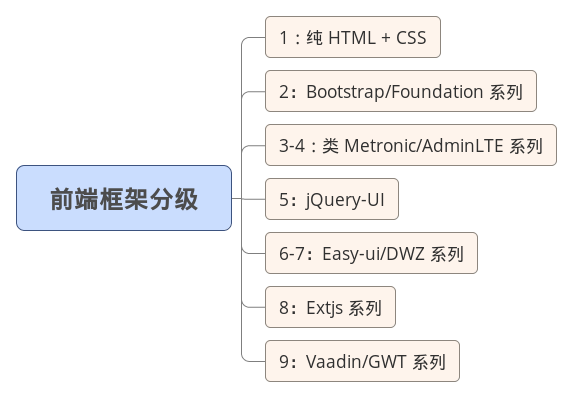 前端框架分级
1：纯 HTML + CSS
2：Bootstrap/Foundation 系列
3-4：类 Metronic/AdminLTE 系列
5：jQuery-UI
6-7：Easy-ui/DWZ 系列
8：Extjs 系列
9：Vaadin/GWT 系列